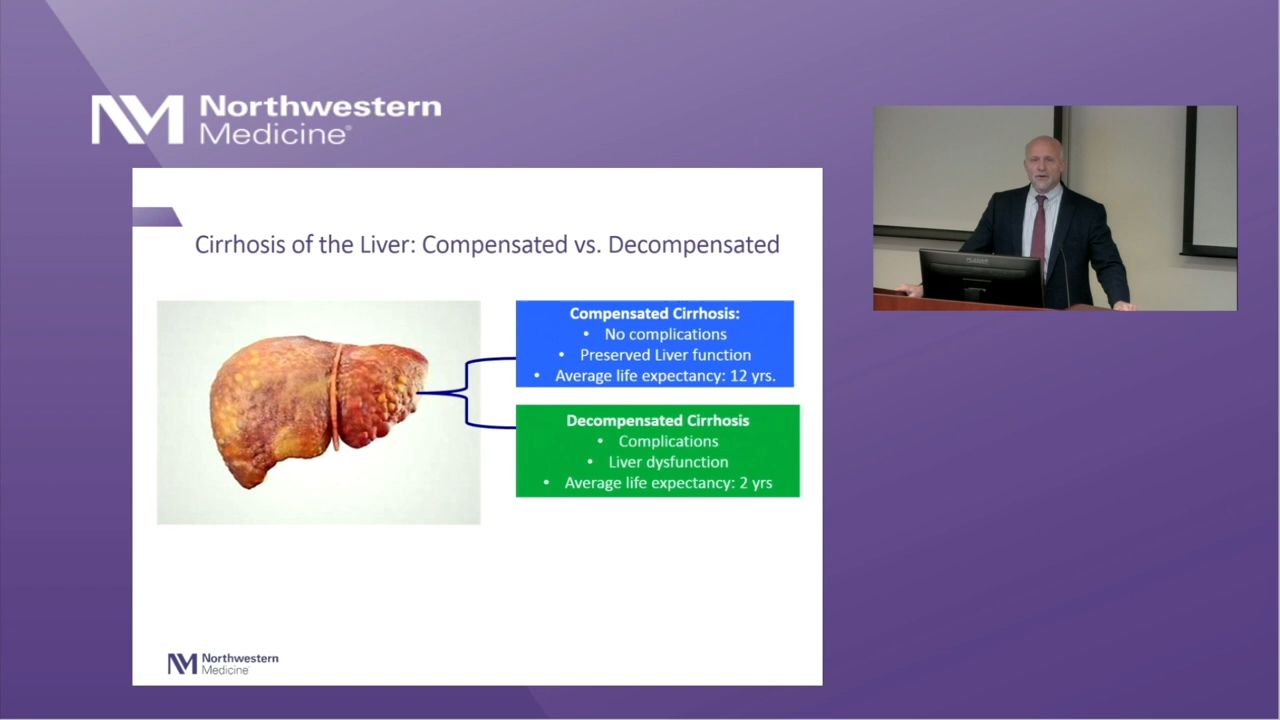 Northwestern
Medicine®
Cirrhosis of the Liver: Compensated vs. Decompensated
Compensated Cirrhosis:
• No complications
• Preserved Liver function
• Average life expectancy: 12 yrs.
Decompensated Cirrhosis
• Complications
• Liver dysfunction
• Average life expectancy: 2 yrs
Northwestern
Medicine